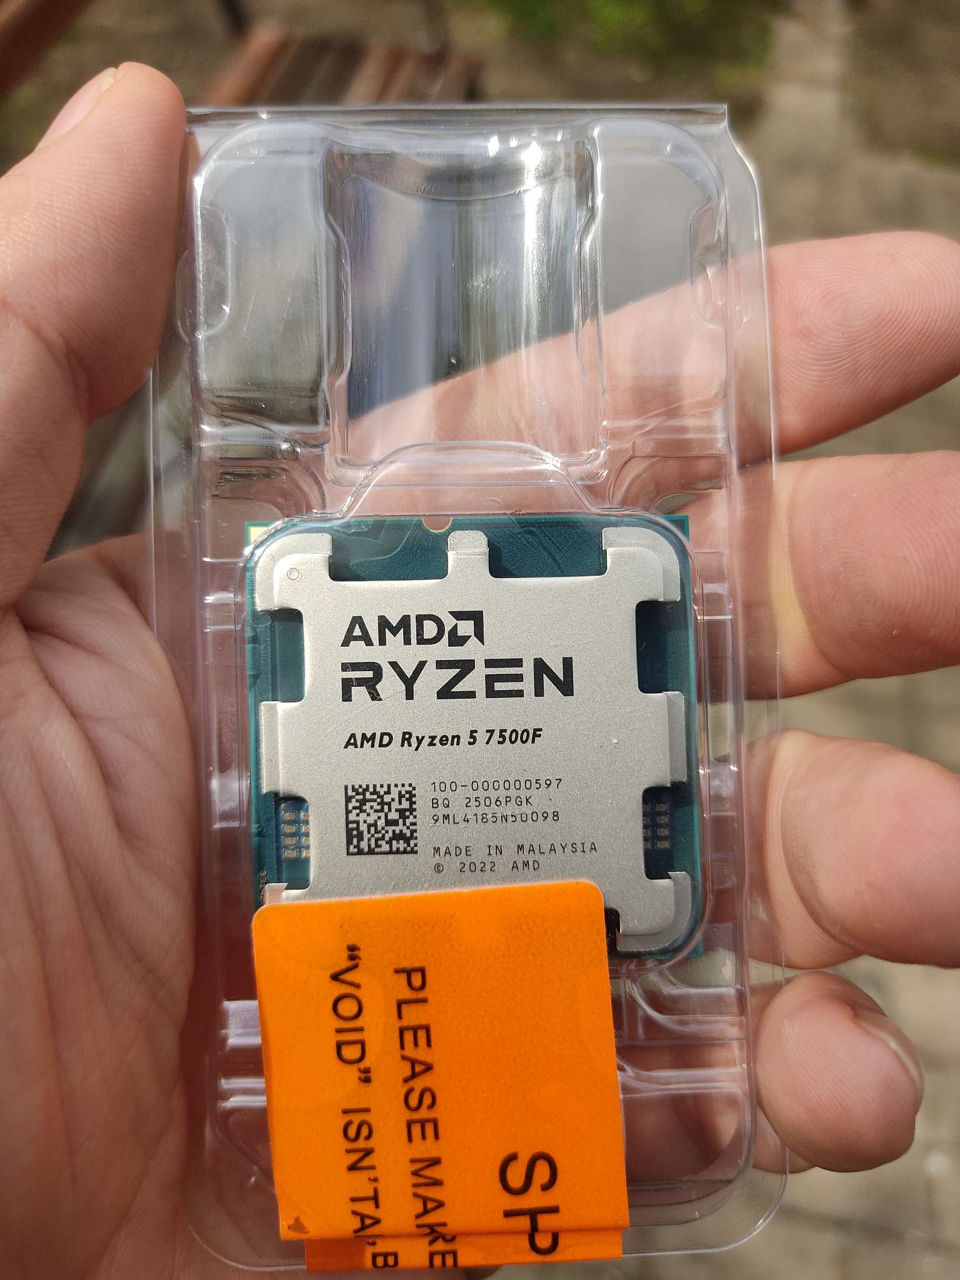 AMD
RYZEN
AMD Ryzen 5 7500F
100-000000597
BQ 2506PGK
9ML4185N50098
MADE IN MALAYSIA
© 2022 AMD
PLEASE MAKE
"VOID" ISN'T